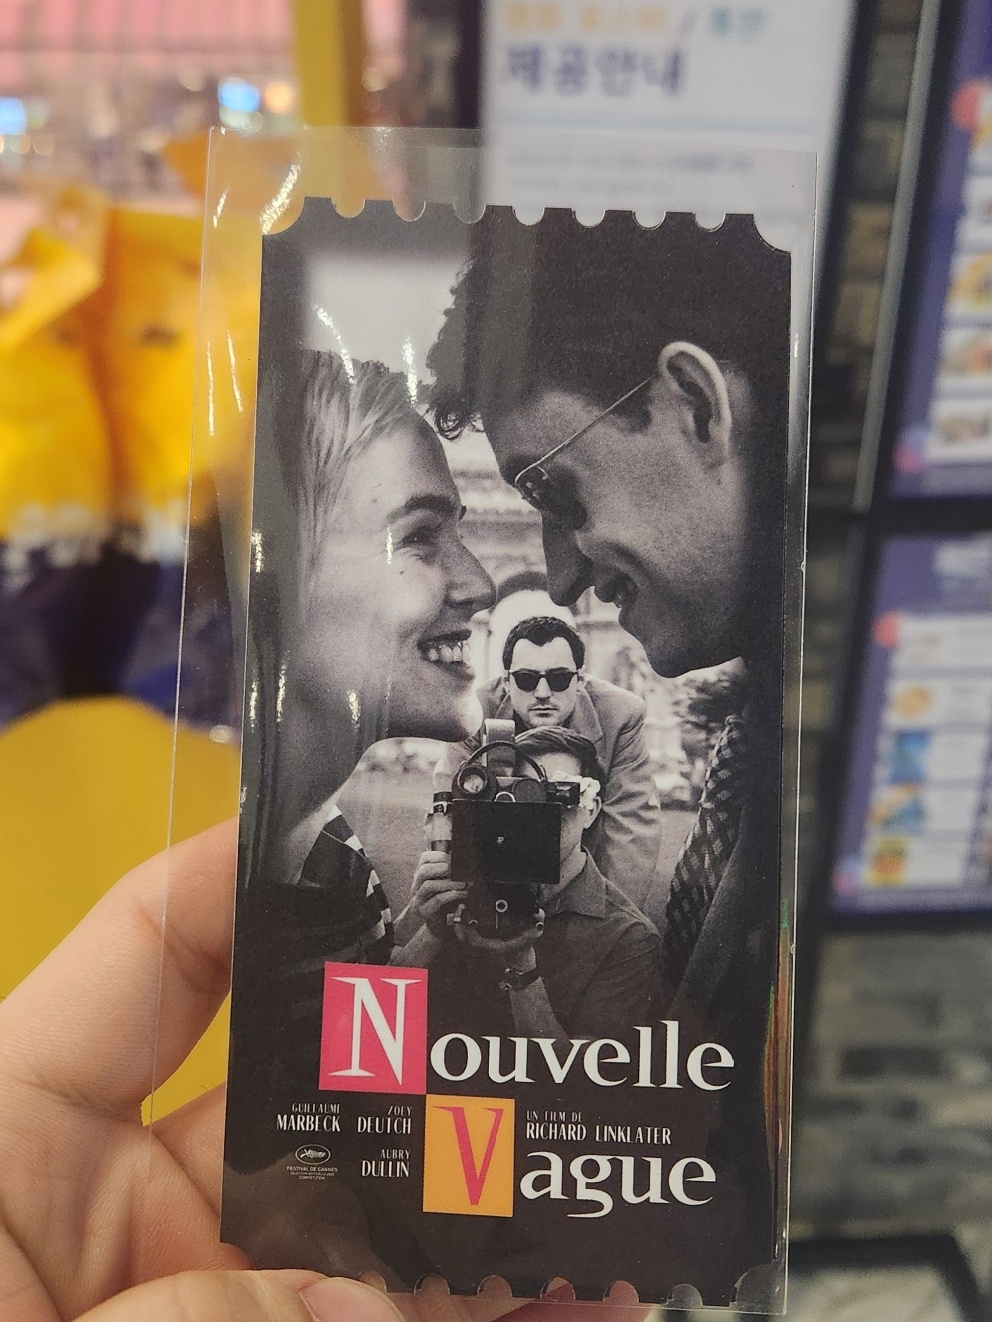 제공안내
Nouvelle
GUILLAUME
MARBECK
ZOEY
DEUTCH
AUBRY
DULLIN
UN FILM DE
RICHARD LINKLATER
Vague
FESTIVAL DE CANNES
COMPETITION